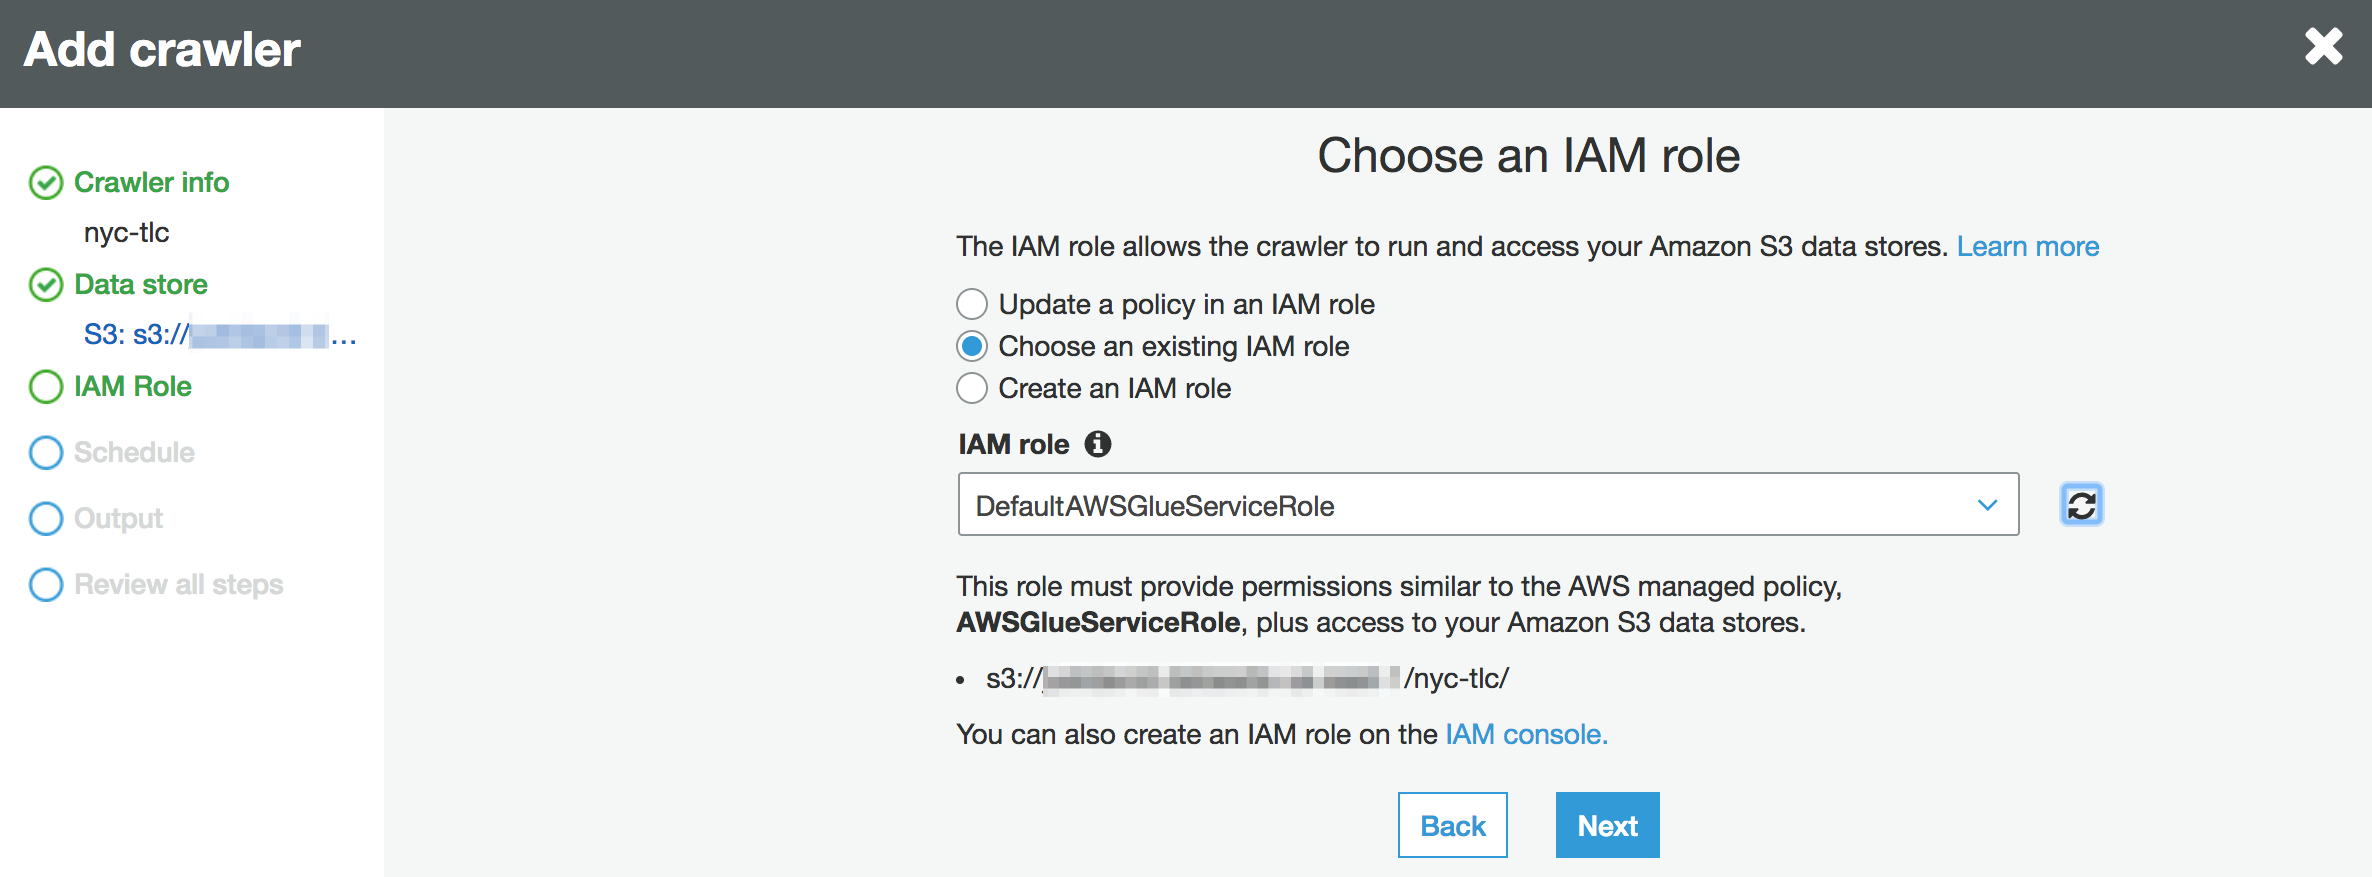 Add crawler
Crawler info
nyc-tlc
Data store
S3: s3://...
IAM Role
Schedule
Output
Review all steps
Choose an IAM role
The IAM role allows the crawler to run and access your Amazon S3 data stores. Learn more
Update a policy in an IAM role
Choose an existing IAM role
Create an IAM role
IAM role
DefaultAWSGlueServiceRole
This role must provide permissions similar to the AWS managed policy,
AWSGlueServiceRole, plus access to your Amazon S3 data stores.
• s3:// /nyc-tlc/
You can also create an IAM role on the IAM console.
Back
Next